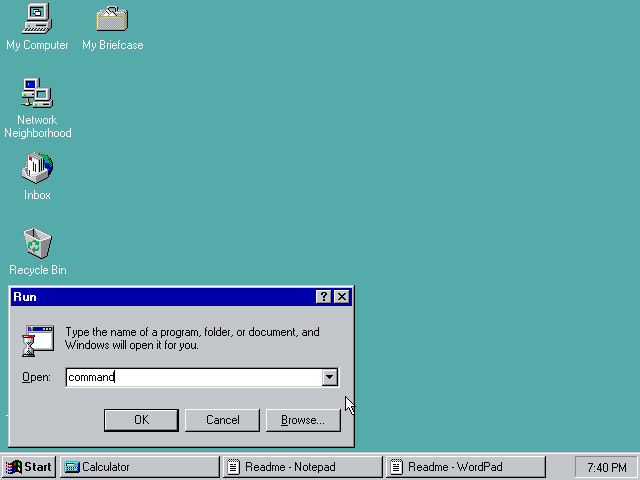 My Computer
My Briefcase
Network
Neighborhood
Inbox
Recycle Bin
Run
Type the name of a program, folder, or document, and
Windows will open it for you.
Open:
command
OK
Cancel
Browse...
Start
Calculator
Readme - Notepad
Readme - WordPad
7:40 PM